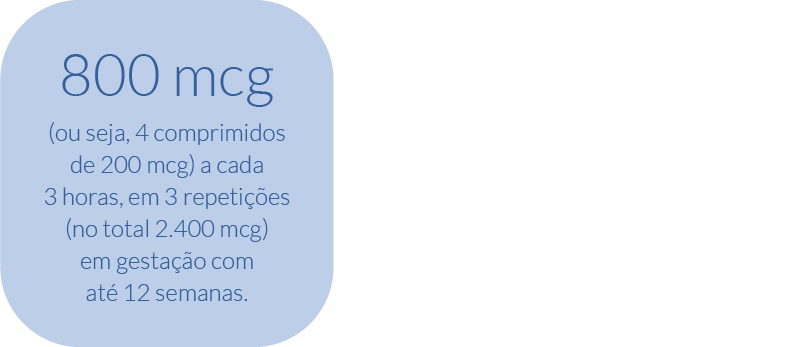 800 mcg
(ou seja, 4 comprimidos
de 200 mcg) a cada
3 horas, em 3 repetições
(no total 2.400 mcg)
em gestação com
até 12 semanas.